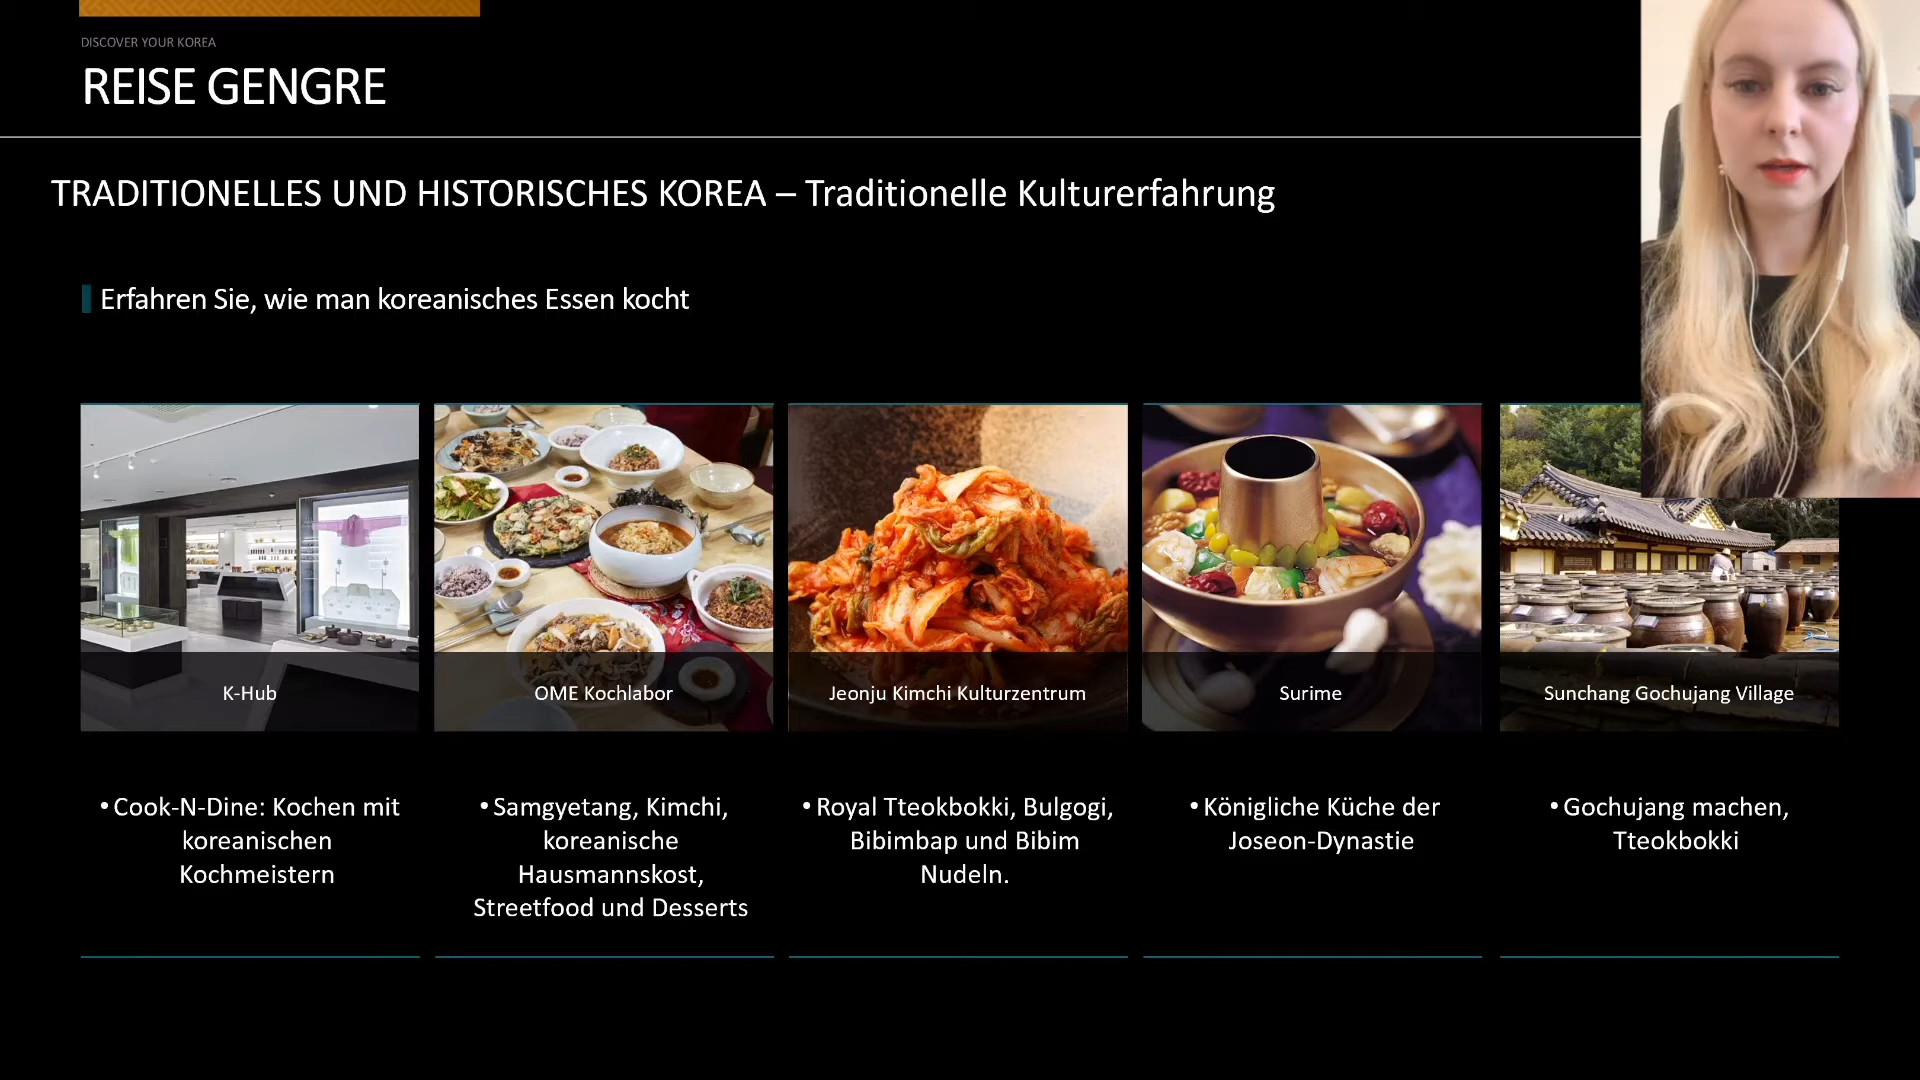 DISCOVER YOUR KOREA
REISE GENGRE
TRADITIONELLES UND HISTORISCHES KOREA – Traditionelle Kulturerfahrung
Erfahren Sie, wie man koreanisches Essen kocht
K-Hub
OME Kochlabor
Jeonju Kimchi Kulturzentrum
Surime
Sunchang Gochujang Village
• Cook-N-Dine: Kochen mit
koreanischen
Kochmeistern
• Samgyetang, Kimchi,
koreanische
Hausmannskost,
Streetfood und Desserts
• Royal Tteokbokki, Bulgogi,
Bibimbap und Bibim
Nudeln.
• Königliche Küche der
Joseon-Dynastie
• Gochujang machen,
Tteokbokki